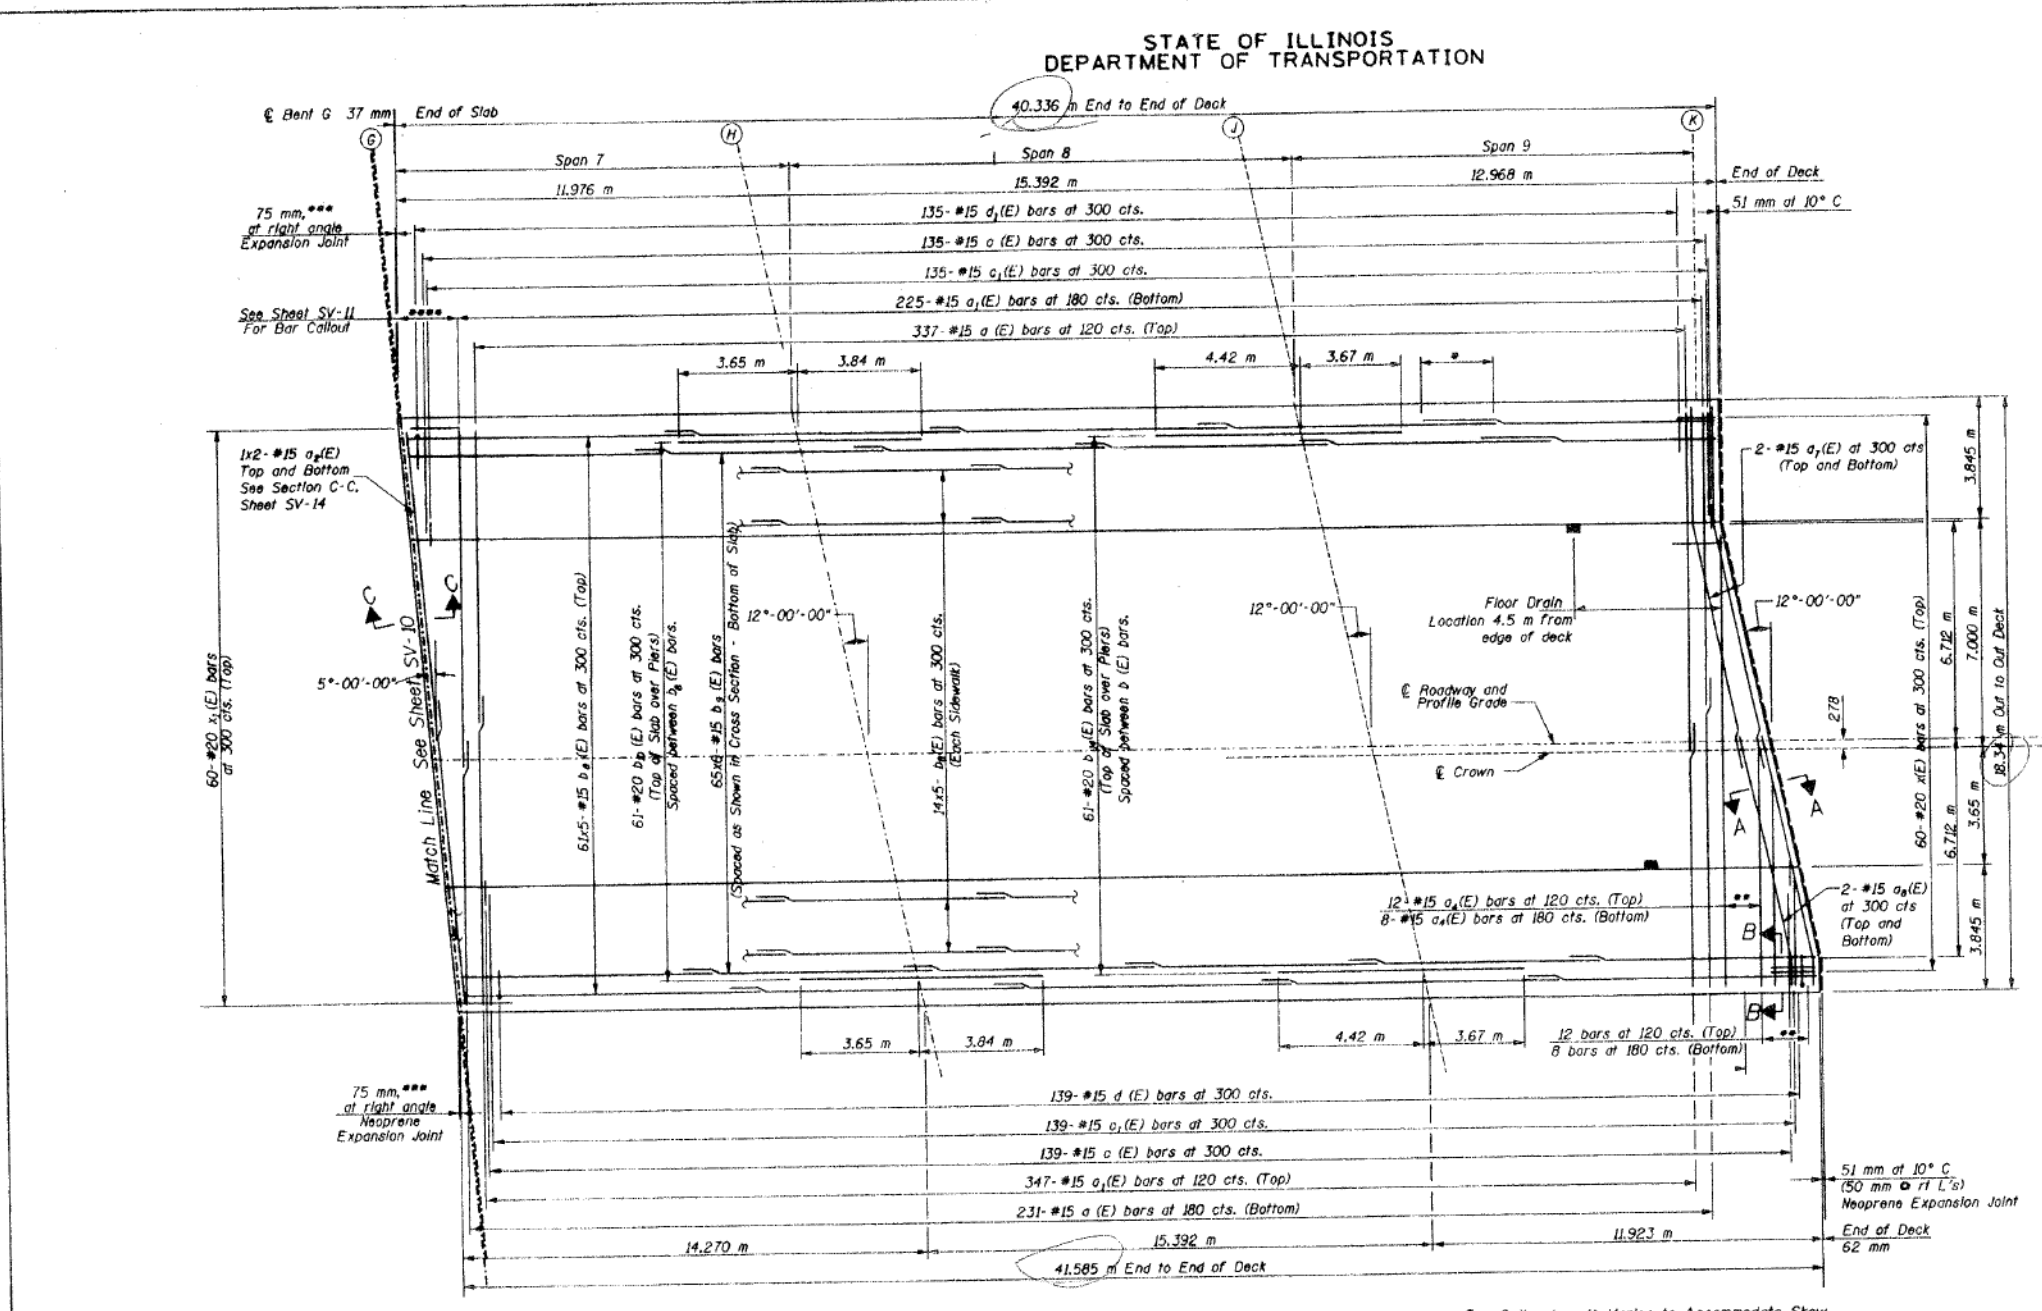 STATE OF ILLINOIS
DEPARTMENT OF TRANSPORTATION
℄ Bent G 37 mm
End of Slab
40.336 m End to End of Deck
G
H
J
K
Span 7
Span 8
Span 9
11.976 m
15.392 m
12.968 m
End of Deck
51 mm at 10° C
75 mm,***
at right angle
Expansion Joint
135- #15 d₁(E) bars at 300 cts.
135- #15 c (E) bars at 300 cts.
135- #15 c₁(E) bars at 300 cts.
225- #15 a₁(E) bars at 180 cts. (Bottom)
337- #15 a (E) bars at 120 cts. (Top)
See Sheet SV-11
For Bar Callout
****
3.65 m
3.84 m
4.42 m
3.67 m
*
1x2- #15 a₂(E)
Top and Bottom
See Section C-C,
Sheet SV-14
2- #15 a₇(E) at 300 cts
(Top and Bottom)
3.845 m
C
C
5°-00'-00"
Match Line See Sheet SV-10
60- #20 x₁(E) bars
at 300 cts. (Top)
61x5- #15 b₈(E) bars at 300 cts. (Top)
61- #20 (E) bars at 300 cts.
(Top of Slab over Piers)
Spaced between b₈(E) bars.
#15 b₉(E) bars
(Spaced as Shown in Cross Section - Bottom of Slab)
12°-00'-00"
14x5- (E) bars at 300 cts.
(Each Sidewalk)
61- #20 (E) bars at 300 cts.
(Top of Slab over Piers)
Spaced between b (E) bars.
12°-00'-00"
Floor Drain
Location 4.5 m from
edge of deck
12°-00'-00"
℄ Roadway and
Profile Grade
℄ Crown
278
60- #20 x(E) bars at 300 cts. (Top)
6.712 m
6.712 m
7.000 m
3.65 m
3.845 m
18.34 m Out to Out Deck
A
A
12- #15 a₄(E) bars at 120 cts. (Top)
8- #15 a₄(E) bars at 180 cts. (Bottom)
**
2- #15 a₈(E)
at 300 cts
(Top and
Bottom)
B
B
3.65 m
3.84 m
4.42 m
3.67 m
12 bars at 120 cts. (Top)
8 bars at 180 cts. (Bottom)
**
75 mm,***
at right angle
Neoprene
Expansion Joint
139- #15 d (E) bars at 300 cts.
139- #15 c₁(E) bars at 300 cts.
139- #15 c (E) bars at 300 cts.
347- #15 a₁(E) bars at 120 cts. (Top)
231- #15 a (E) bars at 180 cts. (Bottom)
51 mm at 10° C
(50 mm @ rt L's)
Neoprene Expansion Joint
14.270 m
15.392 m
11.923 m
End of Deck
62 mm
41.585 m End to End of Deck